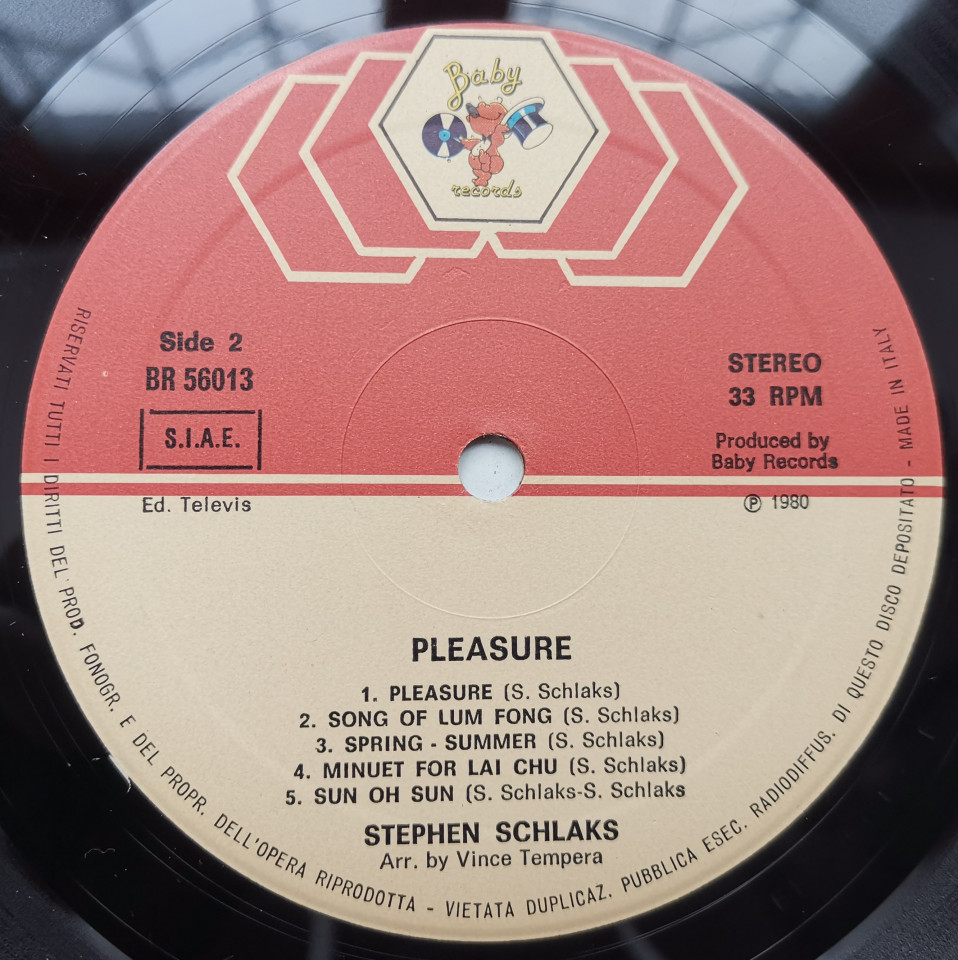 Baby
records
Side 2
BR 56013
S.I.A.E.
Ed. Televis
STEREO
33 RPM
Produced by
Baby Records
℗ 1980
PLEASURE
1. PLEASURE (S. Schlaks)
2. SONG OF LUM FONG (S. Schlaks)
3. SPRING - SUMMER (S. Schlaks)
4. MINUET FOR LAI CHU (S. Schlaks)
5. SUN OH SUN (S. Schlaks-S. Schlaks
STEPHEN SCHLAKS
Arr. by Vince Tempera
RISERVATI TUTTI I DIRITTI DEL PROD. FONOGR. E DEL PROPR. DELL'OPERA RIPRODOTTA - VIETATA DUPLICAZ. PUBBLICA ESEC. RADIODIFFUS. DI QUESTO DISCO DEPOSITATO - MADE IN ITALY